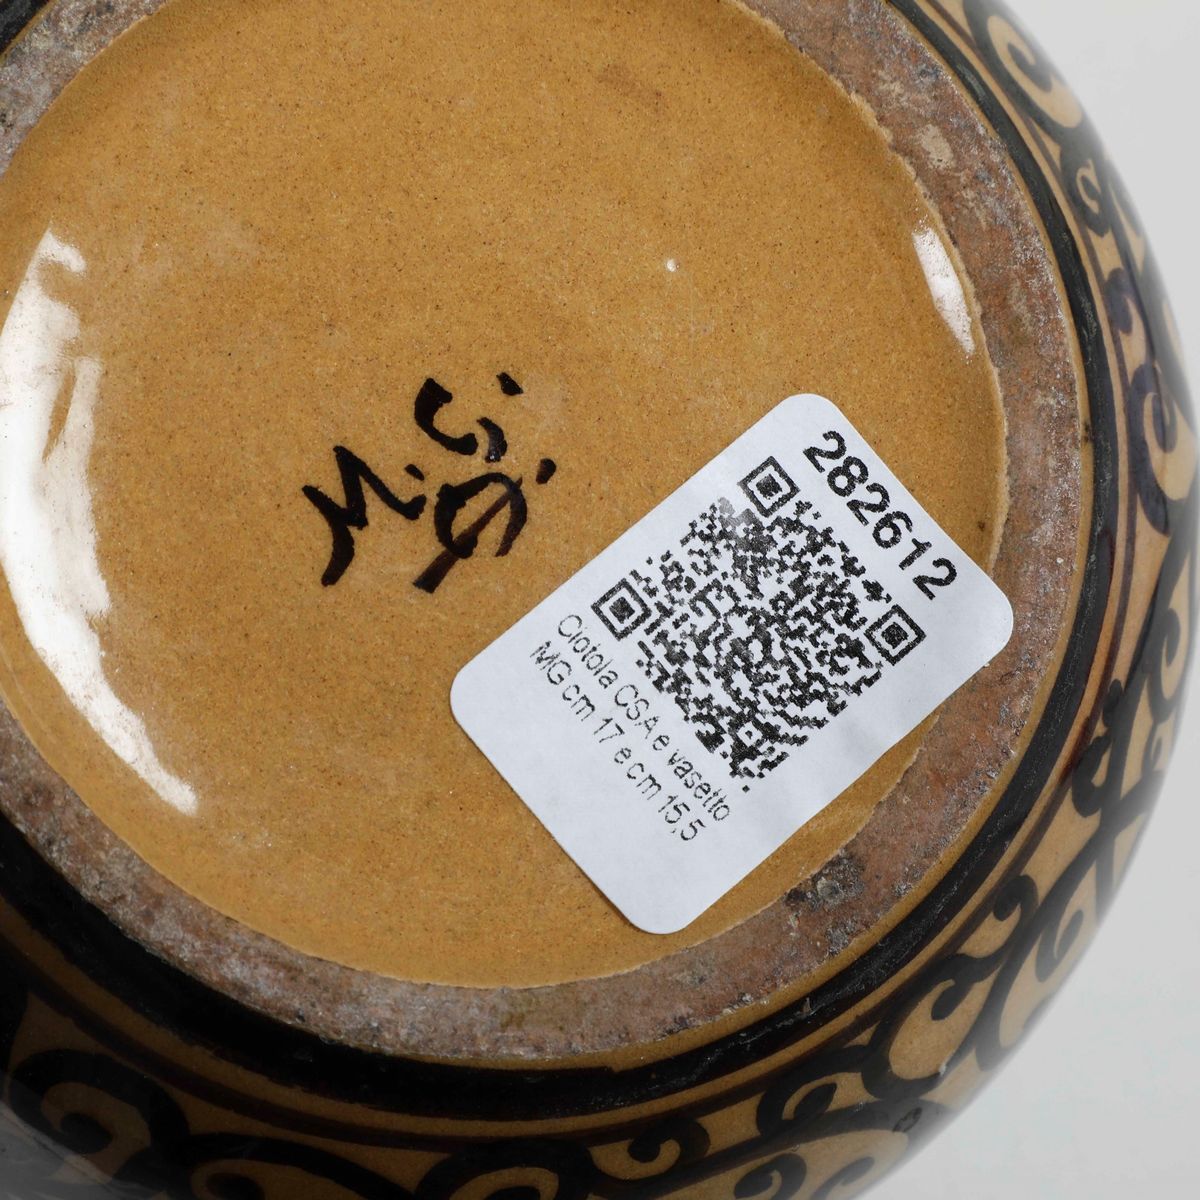 M.G.
282612
Ciotola CSA e vasetto
MG cm 17 e cm 15,5